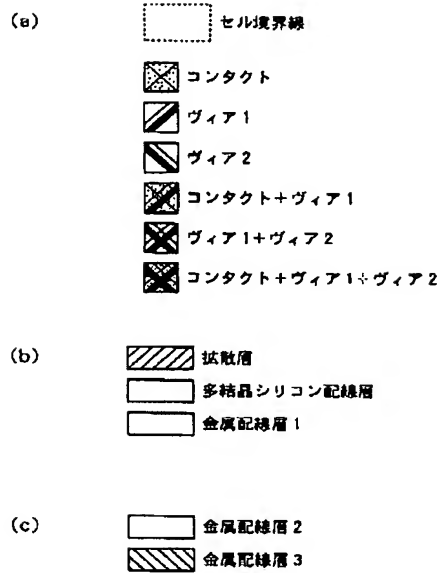 (a)
セル境界線
コンタクト
ヴィア1
ヴィア2
コンタクト+ヴィア1
ヴィア1+ヴィア2
コンタクト+ヴィア1+ヴィア2
(b)
拡散層
多結晶シリコン配線層
金属配線層1
(c)
金属配線層2
金属配線層3